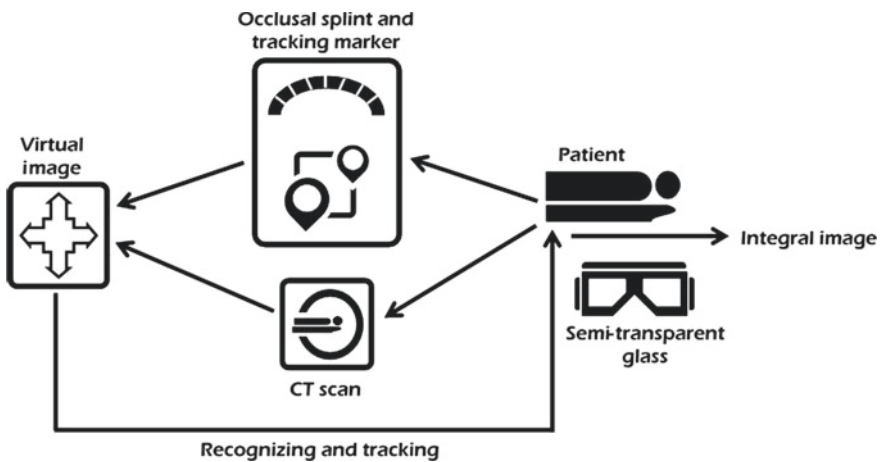 Occlusal splint and
tracking marker
Virtual
image
Patient
Integral image
Semi-transparent
glass
CT scan
Recognizing and tracking